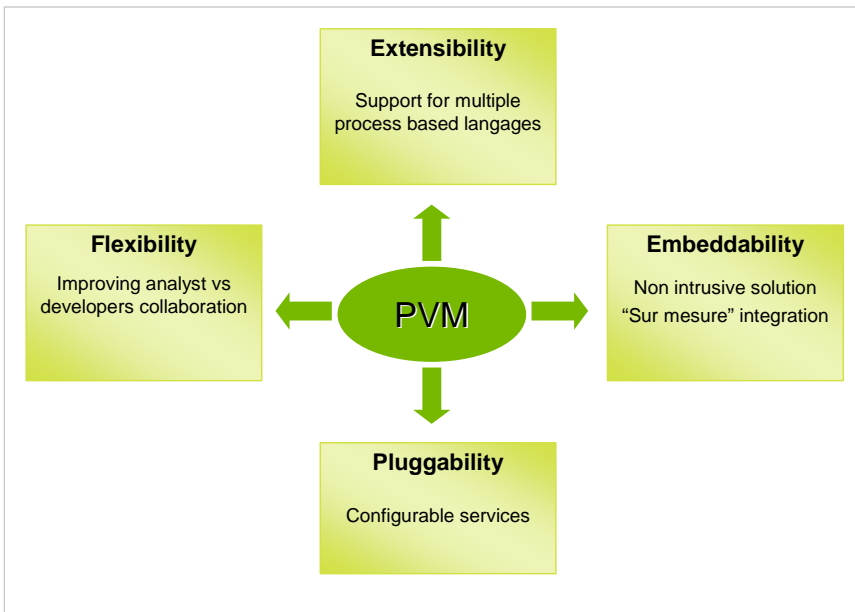 Extensibility
Support for multiple
process based langages
Flexibility
Improving analyst vs
developers collaboration
PVM
Embeddability
Non intrusive solution
“Sur mesure” integration
Pluggability
Configurable services